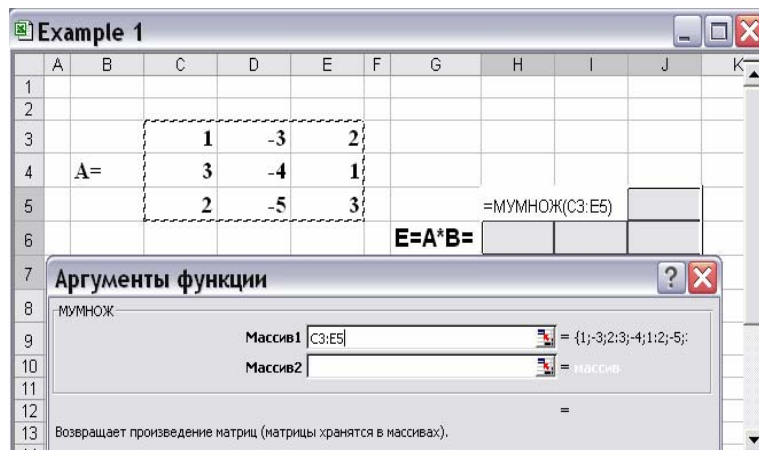 Example 1
A B C D E F G H I J K
1
2
3 1 -3 2
4 A= 3 -4 1
5 2 -5 3 =МУМНОЖ(C3:E5)
6 E=A*B=
7 Аргументы функции
8 МУМНОЖ
9 Массив1 C3:E5 = {1;-3;2:3;-4;1:2;-5;:
10 Массив2 = массив
11
12 =
13 Возвращает произведение матриц (матрицы хранятся в массивах).